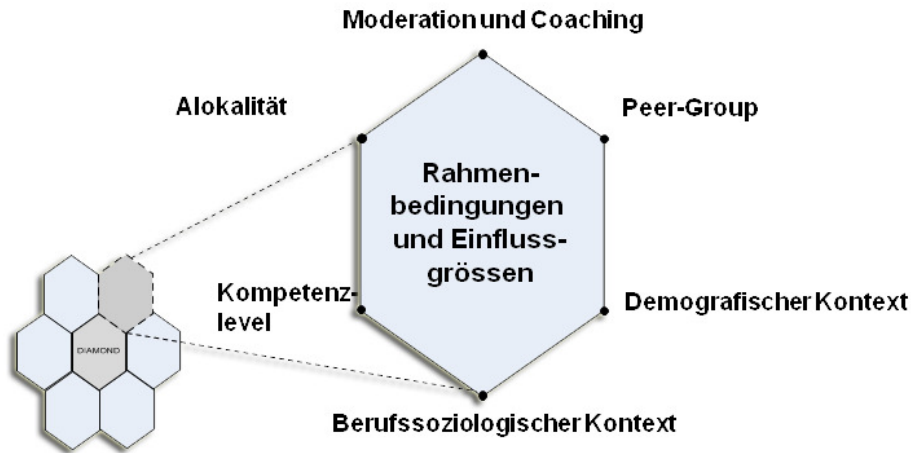 Moderation und Coaching
Alokalität
Peer-Group
Rahmen-
bedingungen
und Einfluss-
grössen
Kompetenz-
level
Demografischer Kontext
DIAMOND
Berufssoziologischer Kontext